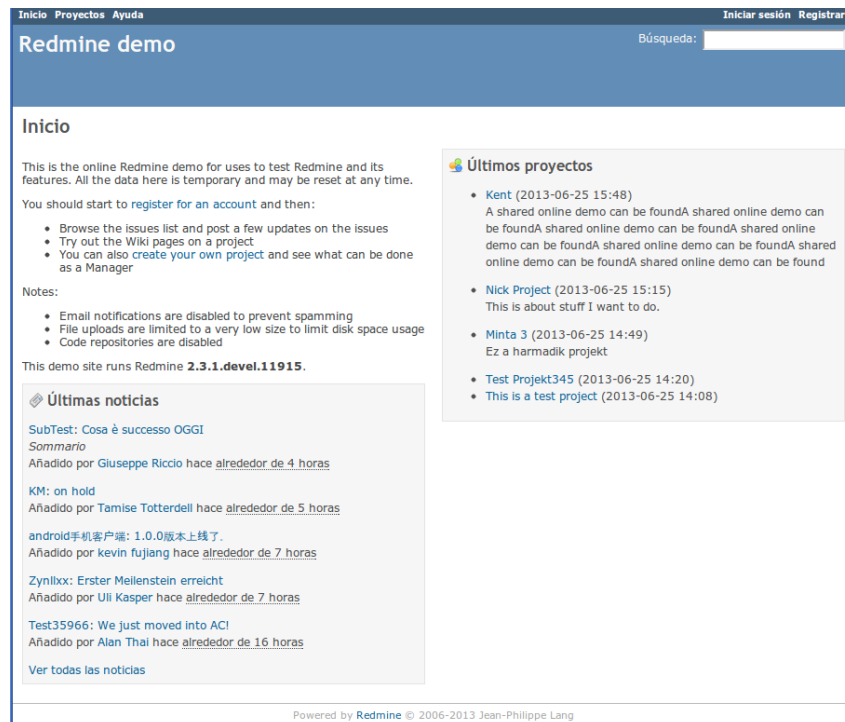 Inicio Proyectos Ayuda
Iniciar sesión Registrar
Redmine demo
Búsqueda:
Inicio
This is the online Redmine demo for uses to test Redmine and its
features. All the data here is temporary and may be reset at any time.
You should start to register for an account and then:
Browse the issues list and post a few updates on the issues
Try out the Wiki pages on a project
You can also create your own project and see what can be done
as a Manager
Notes:
Email notifications are disabled to prevent spamming
File uploads are limited to a very low size to limit disk space usage
Code repositories are disabled
This demo site runs Redmine 2.3.1.devel.11915.
Últimas noticias
SubTest: Cosa è successo OGGI
Sommario
Añadido por Giuseppe Riccio hace alrededor de 4 horas
KM: on hold
Añadido por Tamise Totterdell hace alrededor de 5 horas
android手机客户端: 1.0.0版本上线了.
Añadido por kevin fujiang hace alrededor de 7 horas
Zynllxx: Erster Meilenstein erreicht
Añadido por Uli Kasper hace alrededor de 7 horas
Test35966: We just moved into AC!
Añadido por Alan Thai hace alrededor de 16 horas
Ver todas las noticias
Últimos proyectos
Kent (2013-06-25 15:48)
A shared online demo can be foundA shared online demo can
be foundA shared online demo can be foundA shared online
demo can be foundA shared online demo can be foundA shared
online demo can be foundA shared online demo can be found
Nick Project (2013-06-25 15:15)
This is about stuff I want to do.
Minta 3 (2013-06-25 14:49)
Ez a harmadik projekt
Test Projekt345 (2013-06-25 14:20)
This is a test project (2013-06-25 14:08)
Powered by Redmine © 2006-2013 Jean-Philippe Lang